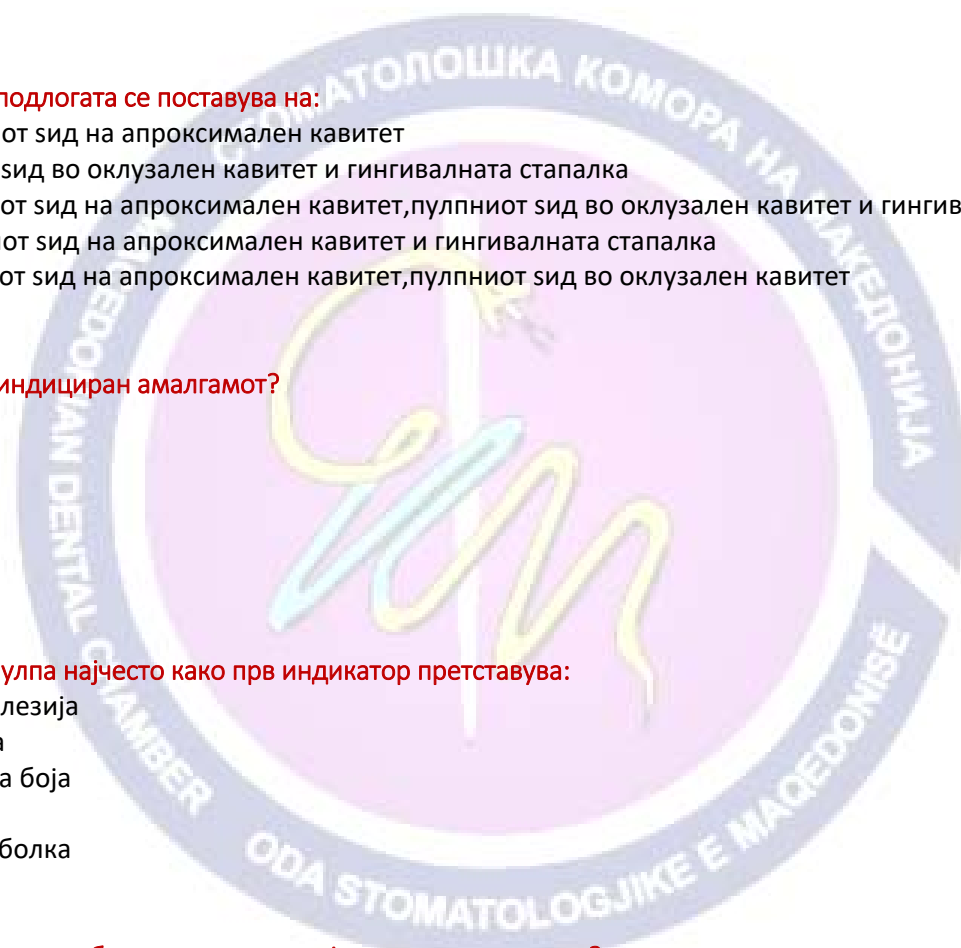 подлогата се поставува на:
от ѕид на апроксимален кавитет
ѕид во оклузален кавитет и гингивалната стапалка
от ѕид на апроксимален кавитет,пулпниот ѕид во оклузален кавитет и гингив
от ѕид на апроксимален кавитет и гингивалната стапалка
от ѕид на апроксимален кавитет,пулпниот ѕид во оклузален кавитет
индициран амалгамот?
улпа најчесто како прв индикатор претставува:
лезија
а
а боја
болка
СТОМАТОЛОШКА КОМОРА НА МАКЕДОНИЈА
MACEDONIAN DENTAL CHAMBER
ODA STOMATOLOGJIKE E MAQEDONISË